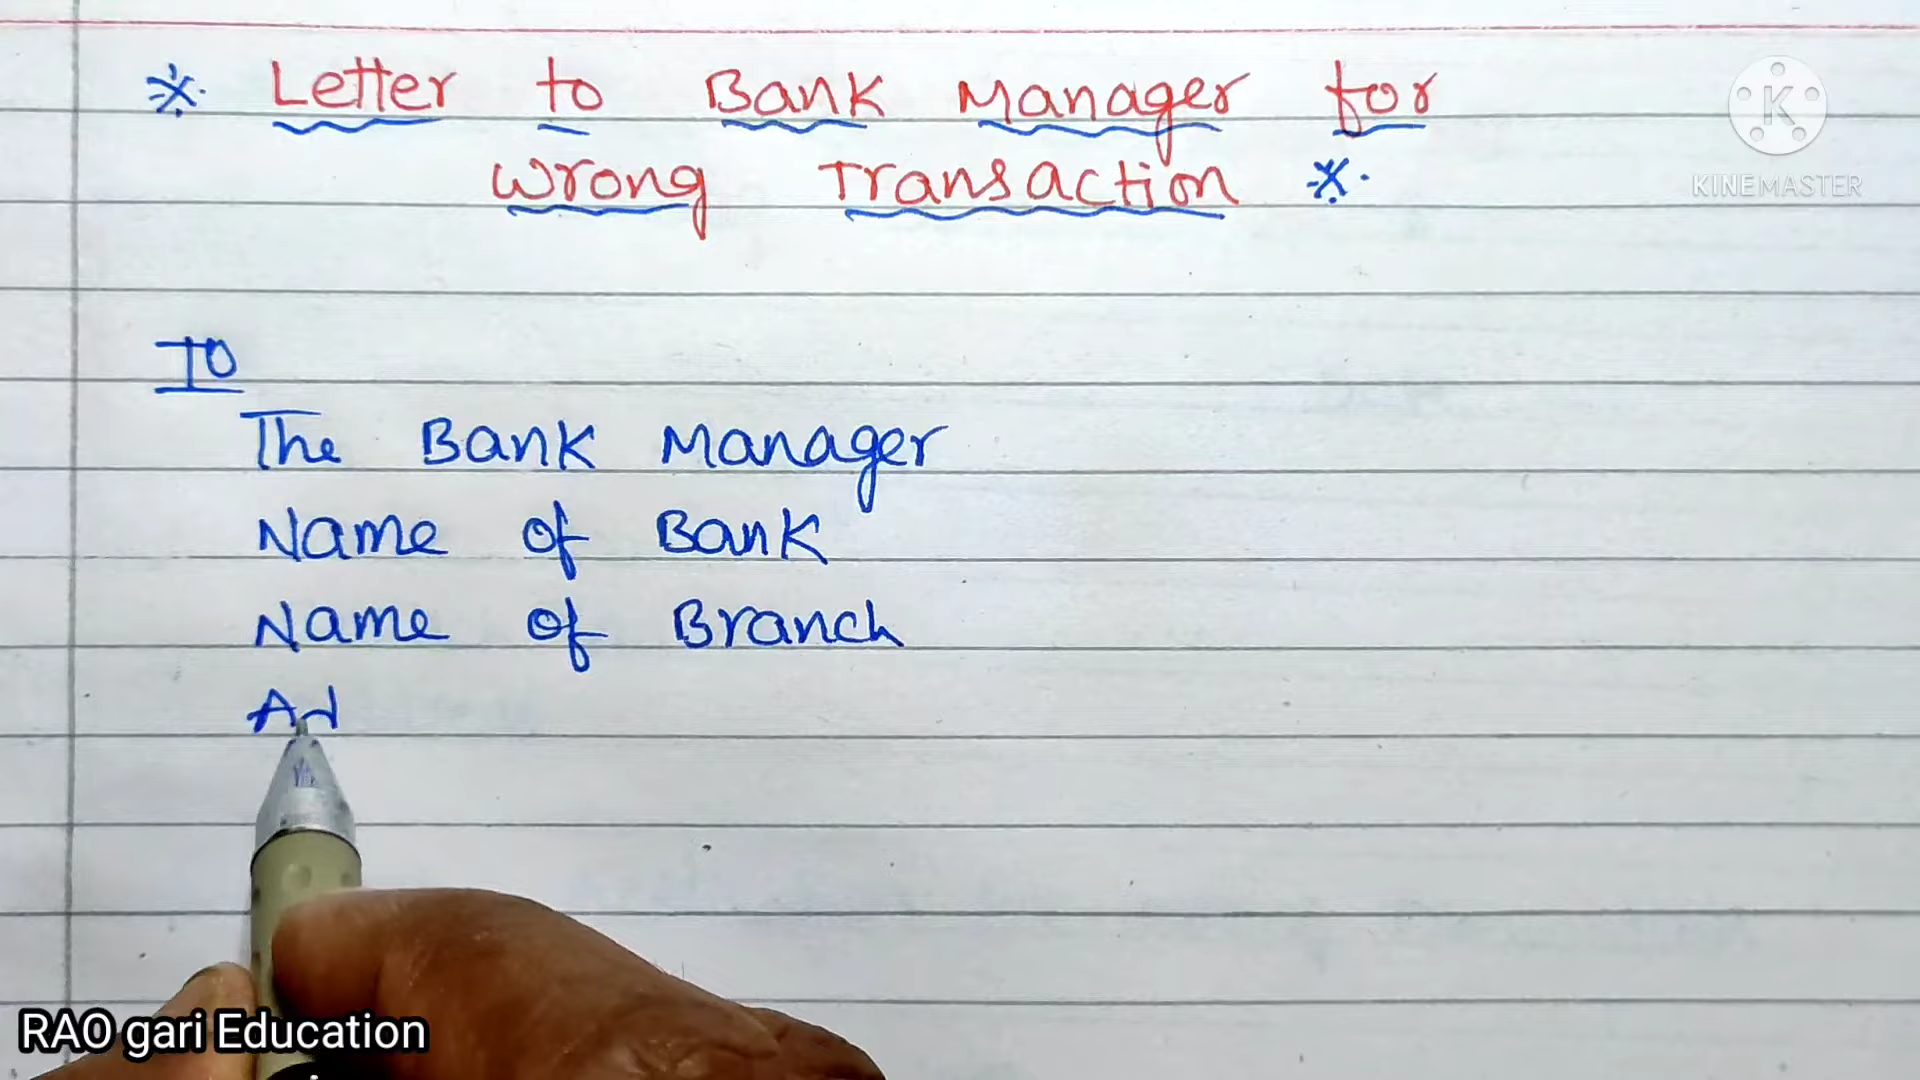 Letter to Bank Manager for
Wrong Transaction
KINEMASTER
To
The Bank Manager
Name of Bank
Name of Branch
Ad
RAO gari Education